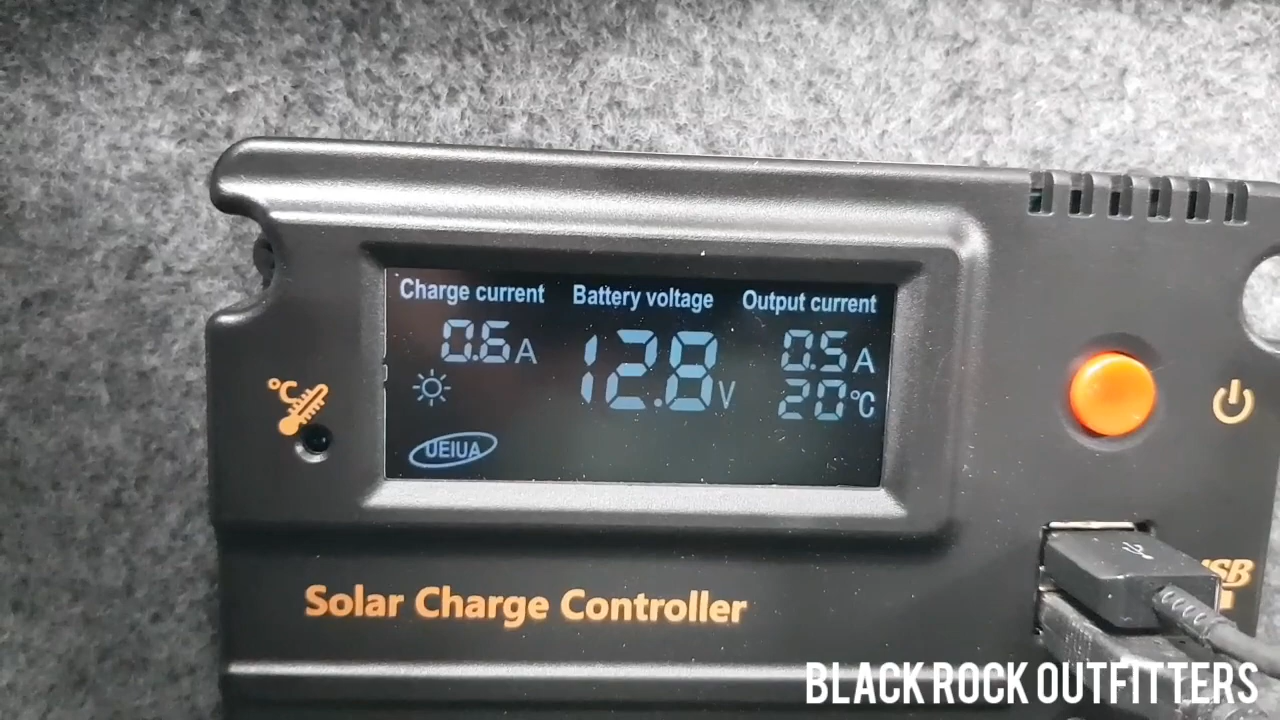 Charge current Battery voltage Output current
0.6A 12.8V 0.5A
20°C
UEIUA
°C
Solar Charge Controller
USB
BLACK ROCK OUTFITTERS